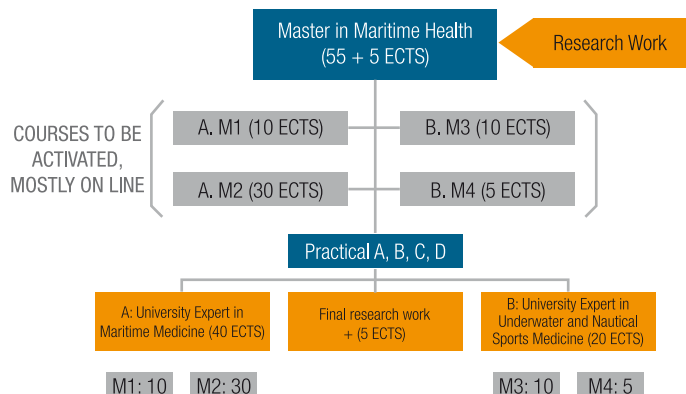 Master in Maritime Health
(55 + 5 ECTS)
Research Work
COURSES TO BE
ACTIVATED,
MOSTLY ON LINE
A. M1 (10 ECTS)
B. M3 (10 ECTS)
A. M2 (30 ECTS)
B. M4 (5 ECTS)
Practical A, B, C, D
A: University Expert in
Maritime Medicine (40 ECTS)
Final research work
+ (5 ECTS)
B: University Expert in
Underwater and Nautical
Sports Medicine (20 ECTS)
M1: 10
M2: 30
M3: 10
M4: 5